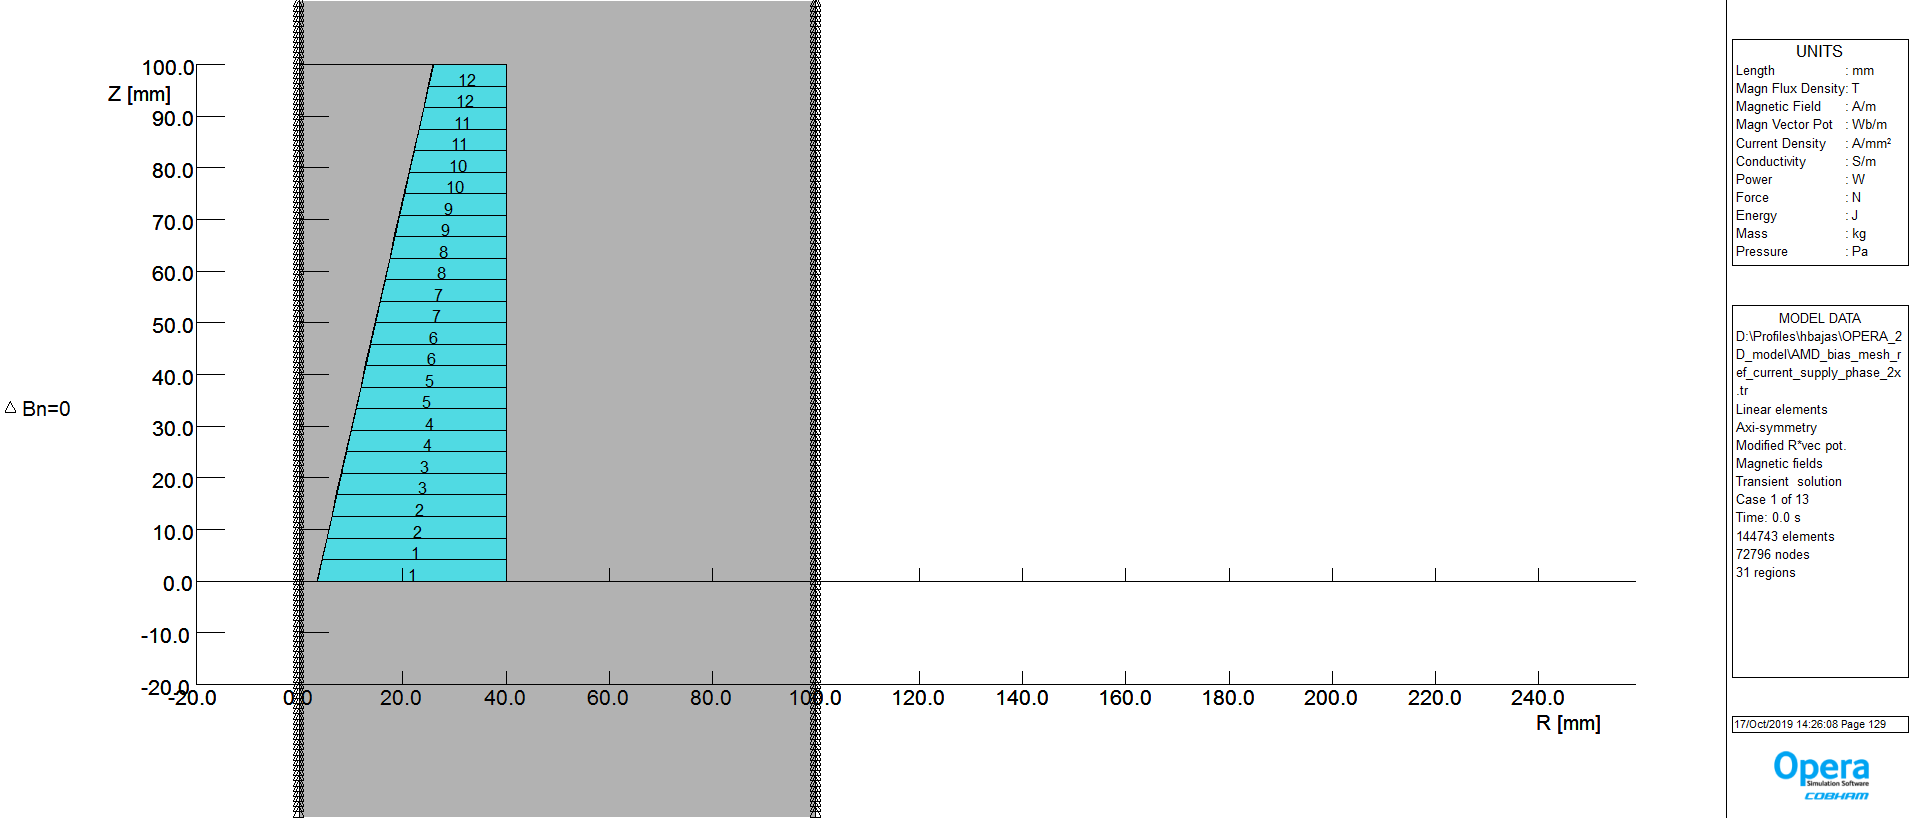 100.0
Z [mm]
90.0
80.0
70.0
60.0
50.0
40.0
30.0
20.0
10.0
0.0
-10.0
-20.0
△ Bn=0
12
12
11
11
10
10
9
9
8
8
7
7
6
6
5
5
4
4
3
3
2
2
1
1
-20.0 0.0 20.0 40.0 60.0 80.0 100.0 120.0 140.0 160.0 180.0 200.0 220.0 240.0
R [mm]
UNITS
Length : mm
Magn Flux Density: T
Magnetic Field : A/m
Magn Vector Pot : Wb/m
Current Density : A/mm²
Conductivity : S/m
Power : W
Force : N
Energy : J
Mass : kg
Pressure : Pa
MODEL DATA
D:\Profiles\hbajas\OPERA_2
D_model\AMD_bias_mesh_r
ef_current_supply_phase_2x
.tr
Linear elements
Axi-symmetry
Modified R*vec pot.
Magnetic fields
Transient solution
Case 1 of 13
Time: 0.0 s
144743 elements
72796 nodes
31 regions
17/Oct/2019 14:26:08 Page 129
Opera
Simulation Software
COBHAM